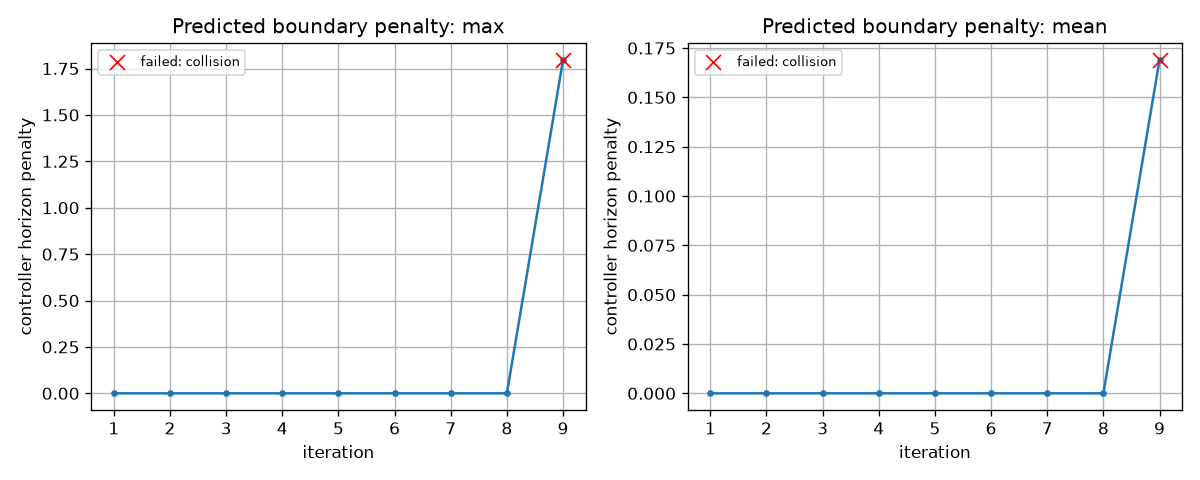 Predicted boundary penalty: max
failed: collision
controller horizon penalty
1.75
1.50
1.25
1.00
0.75
0.50
0.25
0.00
1 2 3 4 5 6 7 8 9
iteration
Predicted boundary penalty: mean
failed: collision
controller horizon penalty
0.175
0.150
0.125
0.100
0.075
0.050
0.025
0.000
1 2 3 4 5 6 7 8 9
iteration